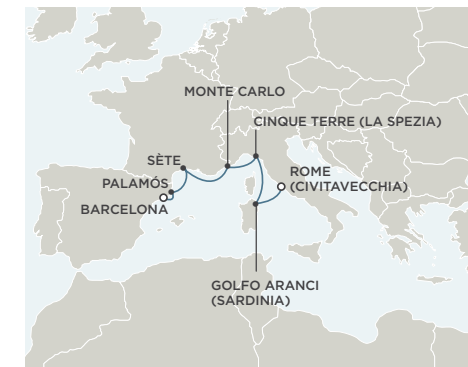 MONTE CARLO
CINQUE TERRE (LA SPEZIA)
SÈTE
ROME
(CIVITAVECCHIA)
PALAMÓS
BARCELONA
GOLFO ARANCI
(SARDINIA)